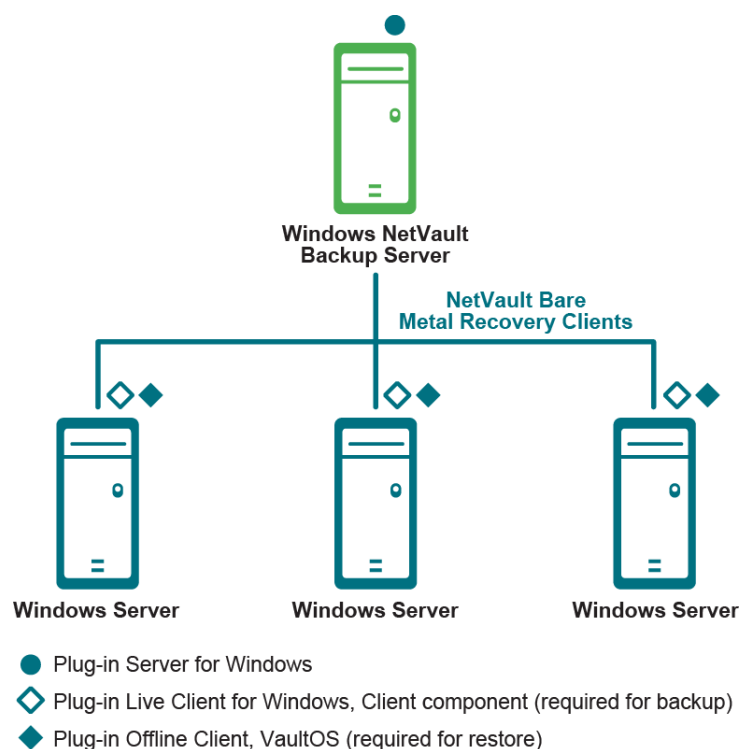 Windows NetVault
Backup Server
NetVault Bare
Metal Recovery Clients
Windows Server
Windows Server
Windows Server
Plug-in Server for Windows
Plug-in Live Client for Windows, Client component (required for backup)
Plug-in Offline Client, VaultOS (required for restore)